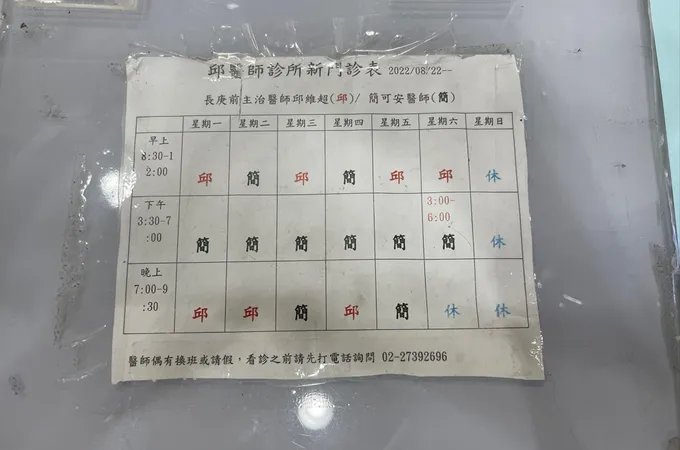 邱醫師診所新門診表 2022/08/22--
長庚前主治醫師邱維超(邱)/ 簡可安醫師(簡)
星期一 星期二 星期三 星期四 星期五 星期六 星期日
早上
8:30-1
2:00
邱 簡 邱 簡 邱 邱 休
下午
3:30-7
:00
3:00-
6:00
簡 簡 簡 簡 簡 簡 休
晚上
7:00-9
:30
邱 邱 簡 邱 簡 休 休
醫師偶有換班或請假,看診之前請先打電話詢問 02-27392696